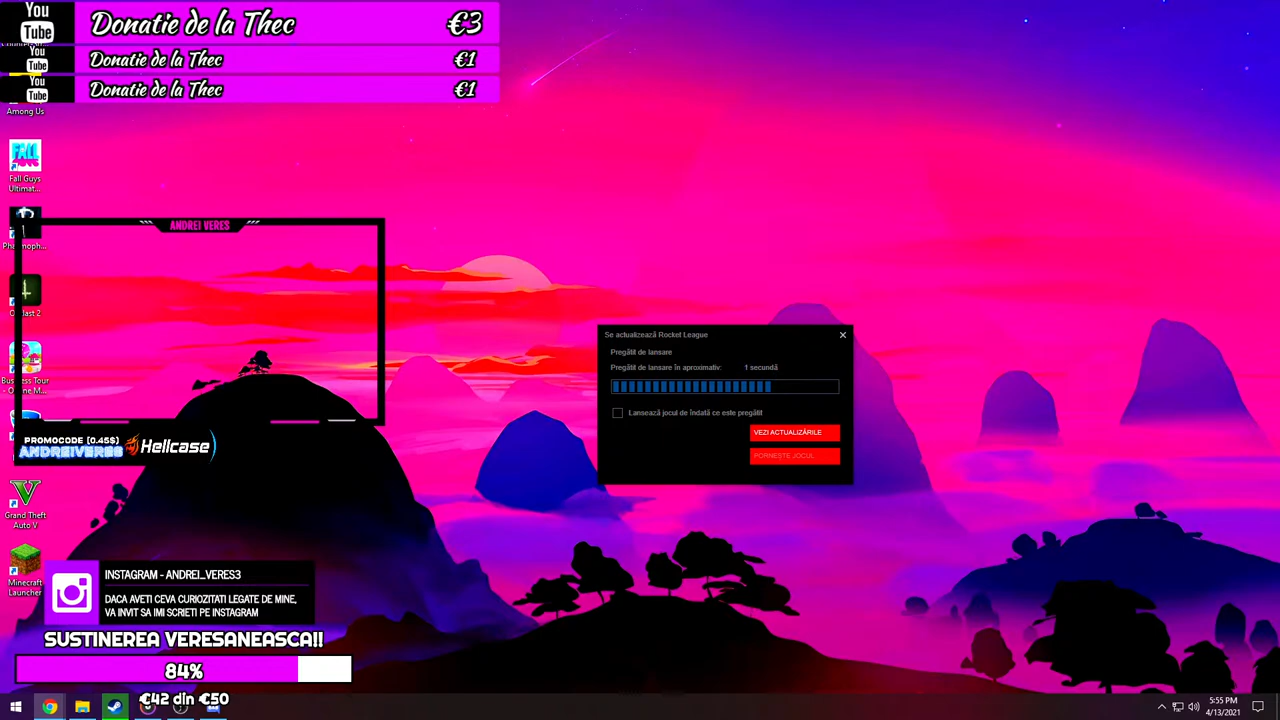 You
Tube
Donatie de la Thec
€3
You
Tube
Donatie de la Thec
€1
You
Tube
Donatie de la Thec
€1
Among Us
FALL
Fall Guys
Ultimat...
ANDREI VERES
Se actualizează Rocket League
Pregătit de lansare
Pregătit de lansare în aproximativ: 1 secundă
Lansează jocul de îndată ce este pregătit
VEZI ACTUALIZĂRILE
PORNEȘTE JOCUL
Online M...
PROMOCODE [0.45$]
ANDREIVERES
Hellcase
Grand Theft
Auto V
Minecraft
Launcher
INSTAGRAM - ANDREI_VERES3
DACA AVETI CEVA CURIOZITATI LEGATE DE MINE,
VA INVIT SA IMI SCRIETI PE INSTAGRAM
SUSTINEREA VERESANEASCA!!
84%
€42 din €50
5:55 PM
4/13/2021